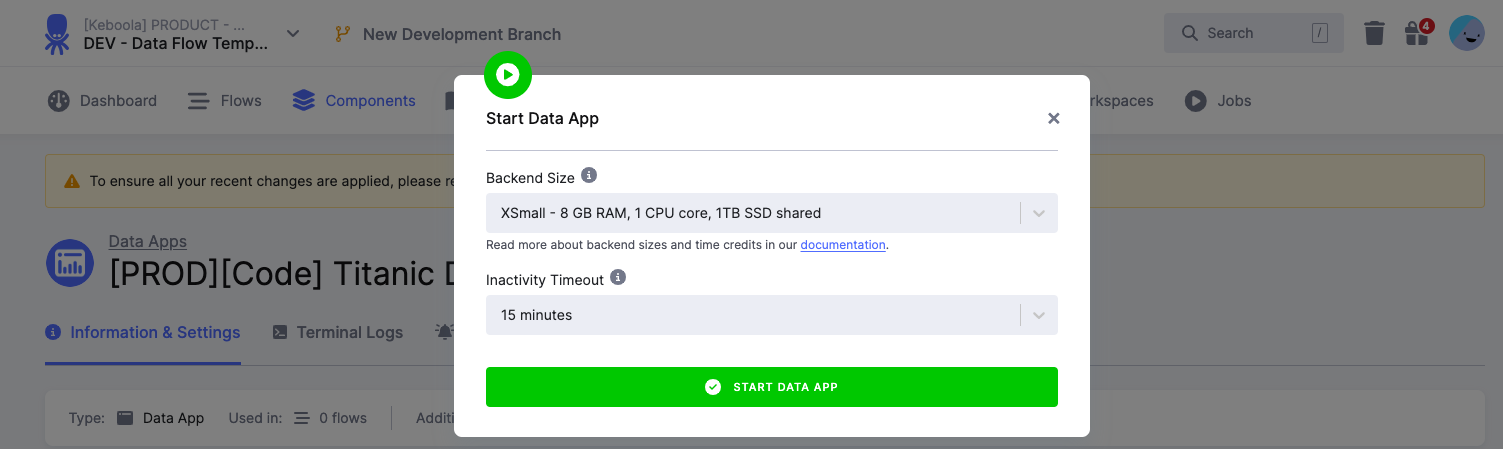 [Keboola] PRODUCT - ...
DEV - Data Flow Temp...
New Development Branch
Search /
4
Dashboard Flows Components rkspaces Jobs
Start Data App
To ensure all your recent changes are applied, please re
Backend Size
XSmall - 8 GB RAM, 1 CPU core, 1TB SSD shared
Read more about backend sizes and time credits in our documentation.
Data Apps
[PROD][Code] Titanic D
Inactivity Timeout
15 minutes
Information & Settings Terminal Logs
START DATA APP
Type: Data App Used in: 0 flows Additi